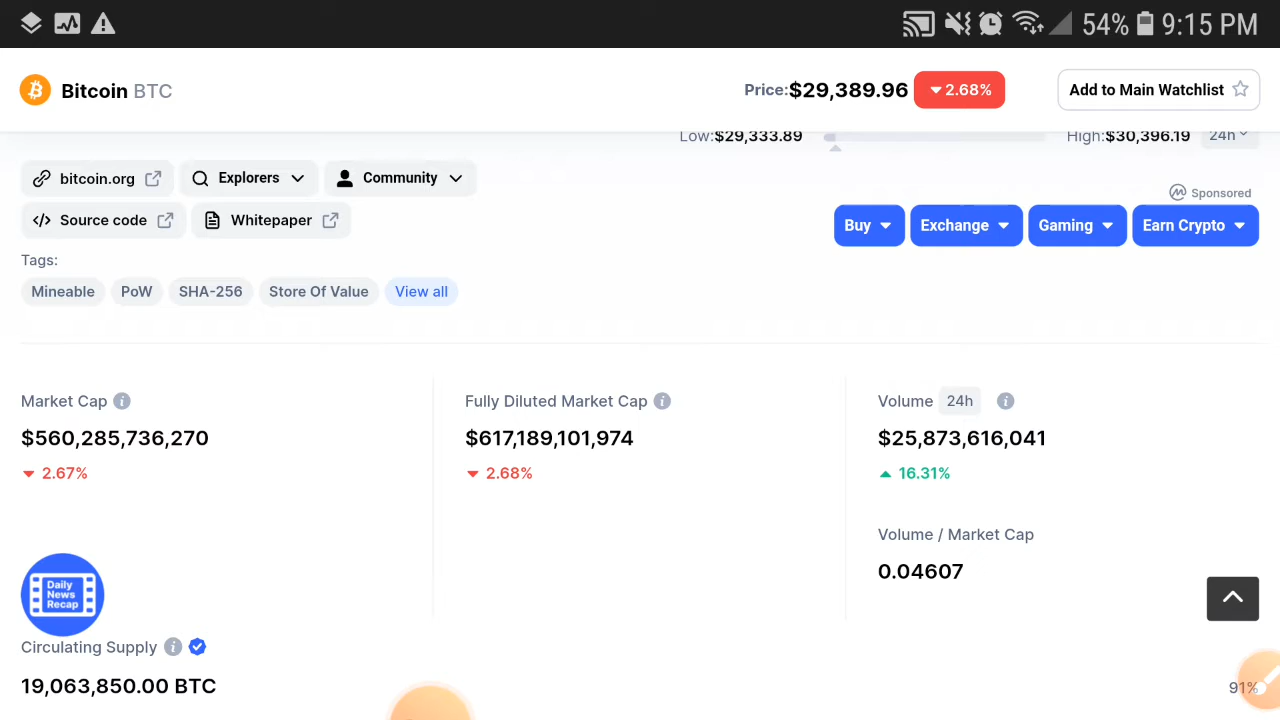 54% 9:15 PM
Bitcoin BTC
Price:$29,389.96 2.68%
Add to Main Watchlist
Low:$29,333.89
High:$30,396.19
24h
bitcoin.org
Explorers
Community
Sponsored
Source code
Whitepaper
Buy
Exchange
Gaming
Earn Crypto
Tags:
Mineable
PoW
SHA-256
Store Of Value
View all
Market Cap
$560,285,736,270
2.67%
Fully Diluted Market Cap
$617,189,101,974
2.68%
Volume 24h
$25,873,616,041
16.31%
Volume / Market Cap
0.04607
Daily
News
Recap
Circulating Supply
19,063,850.00 BTC
91%